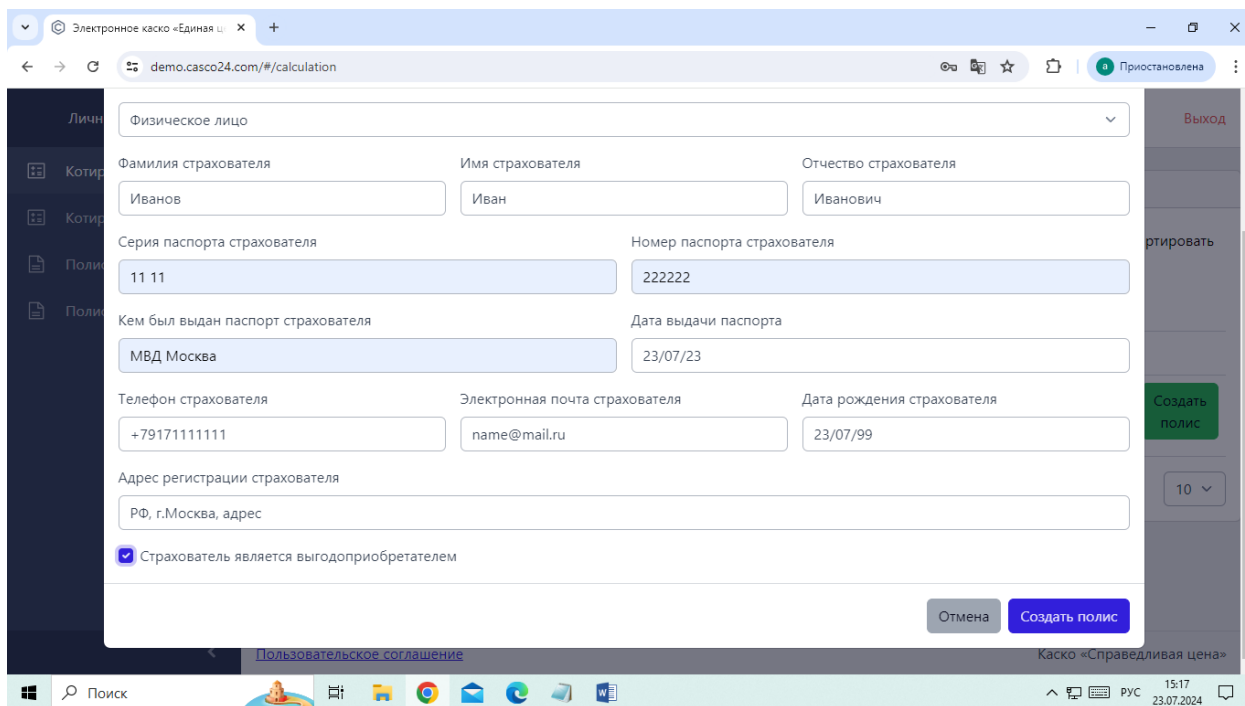 Электронное каско «Единая ц
demo.casco24.com/#/calculation
а Приостановлена
Личн
Физическое лицо
Выход
Фамилия страхователя Имя страхователя Отчество страхователя
Котир
Иванов Иван Иванович
Котир
Серия паспорта страхователя Номер паспорта страхователя
ртировать
Полис
11 11 222222
Полис
Кем был выдан паспорт страхователя Дата выдачи паспорта
МВД Москва 23/07/23
Телефон страхователя Электронная почта страхователя Дата рождения страхователя
Создать
полис
+79171111111 name@mail.ru 23/07/99
Адрес регистрации страхователя
10
РФ, г.Москва, адрес
Страхователь является выгодоприобретателем
Отмена Создать полис
Пользовательское соглашение Каско «Справедливая цена»
Поиск РУС 15:17
23.07.2024